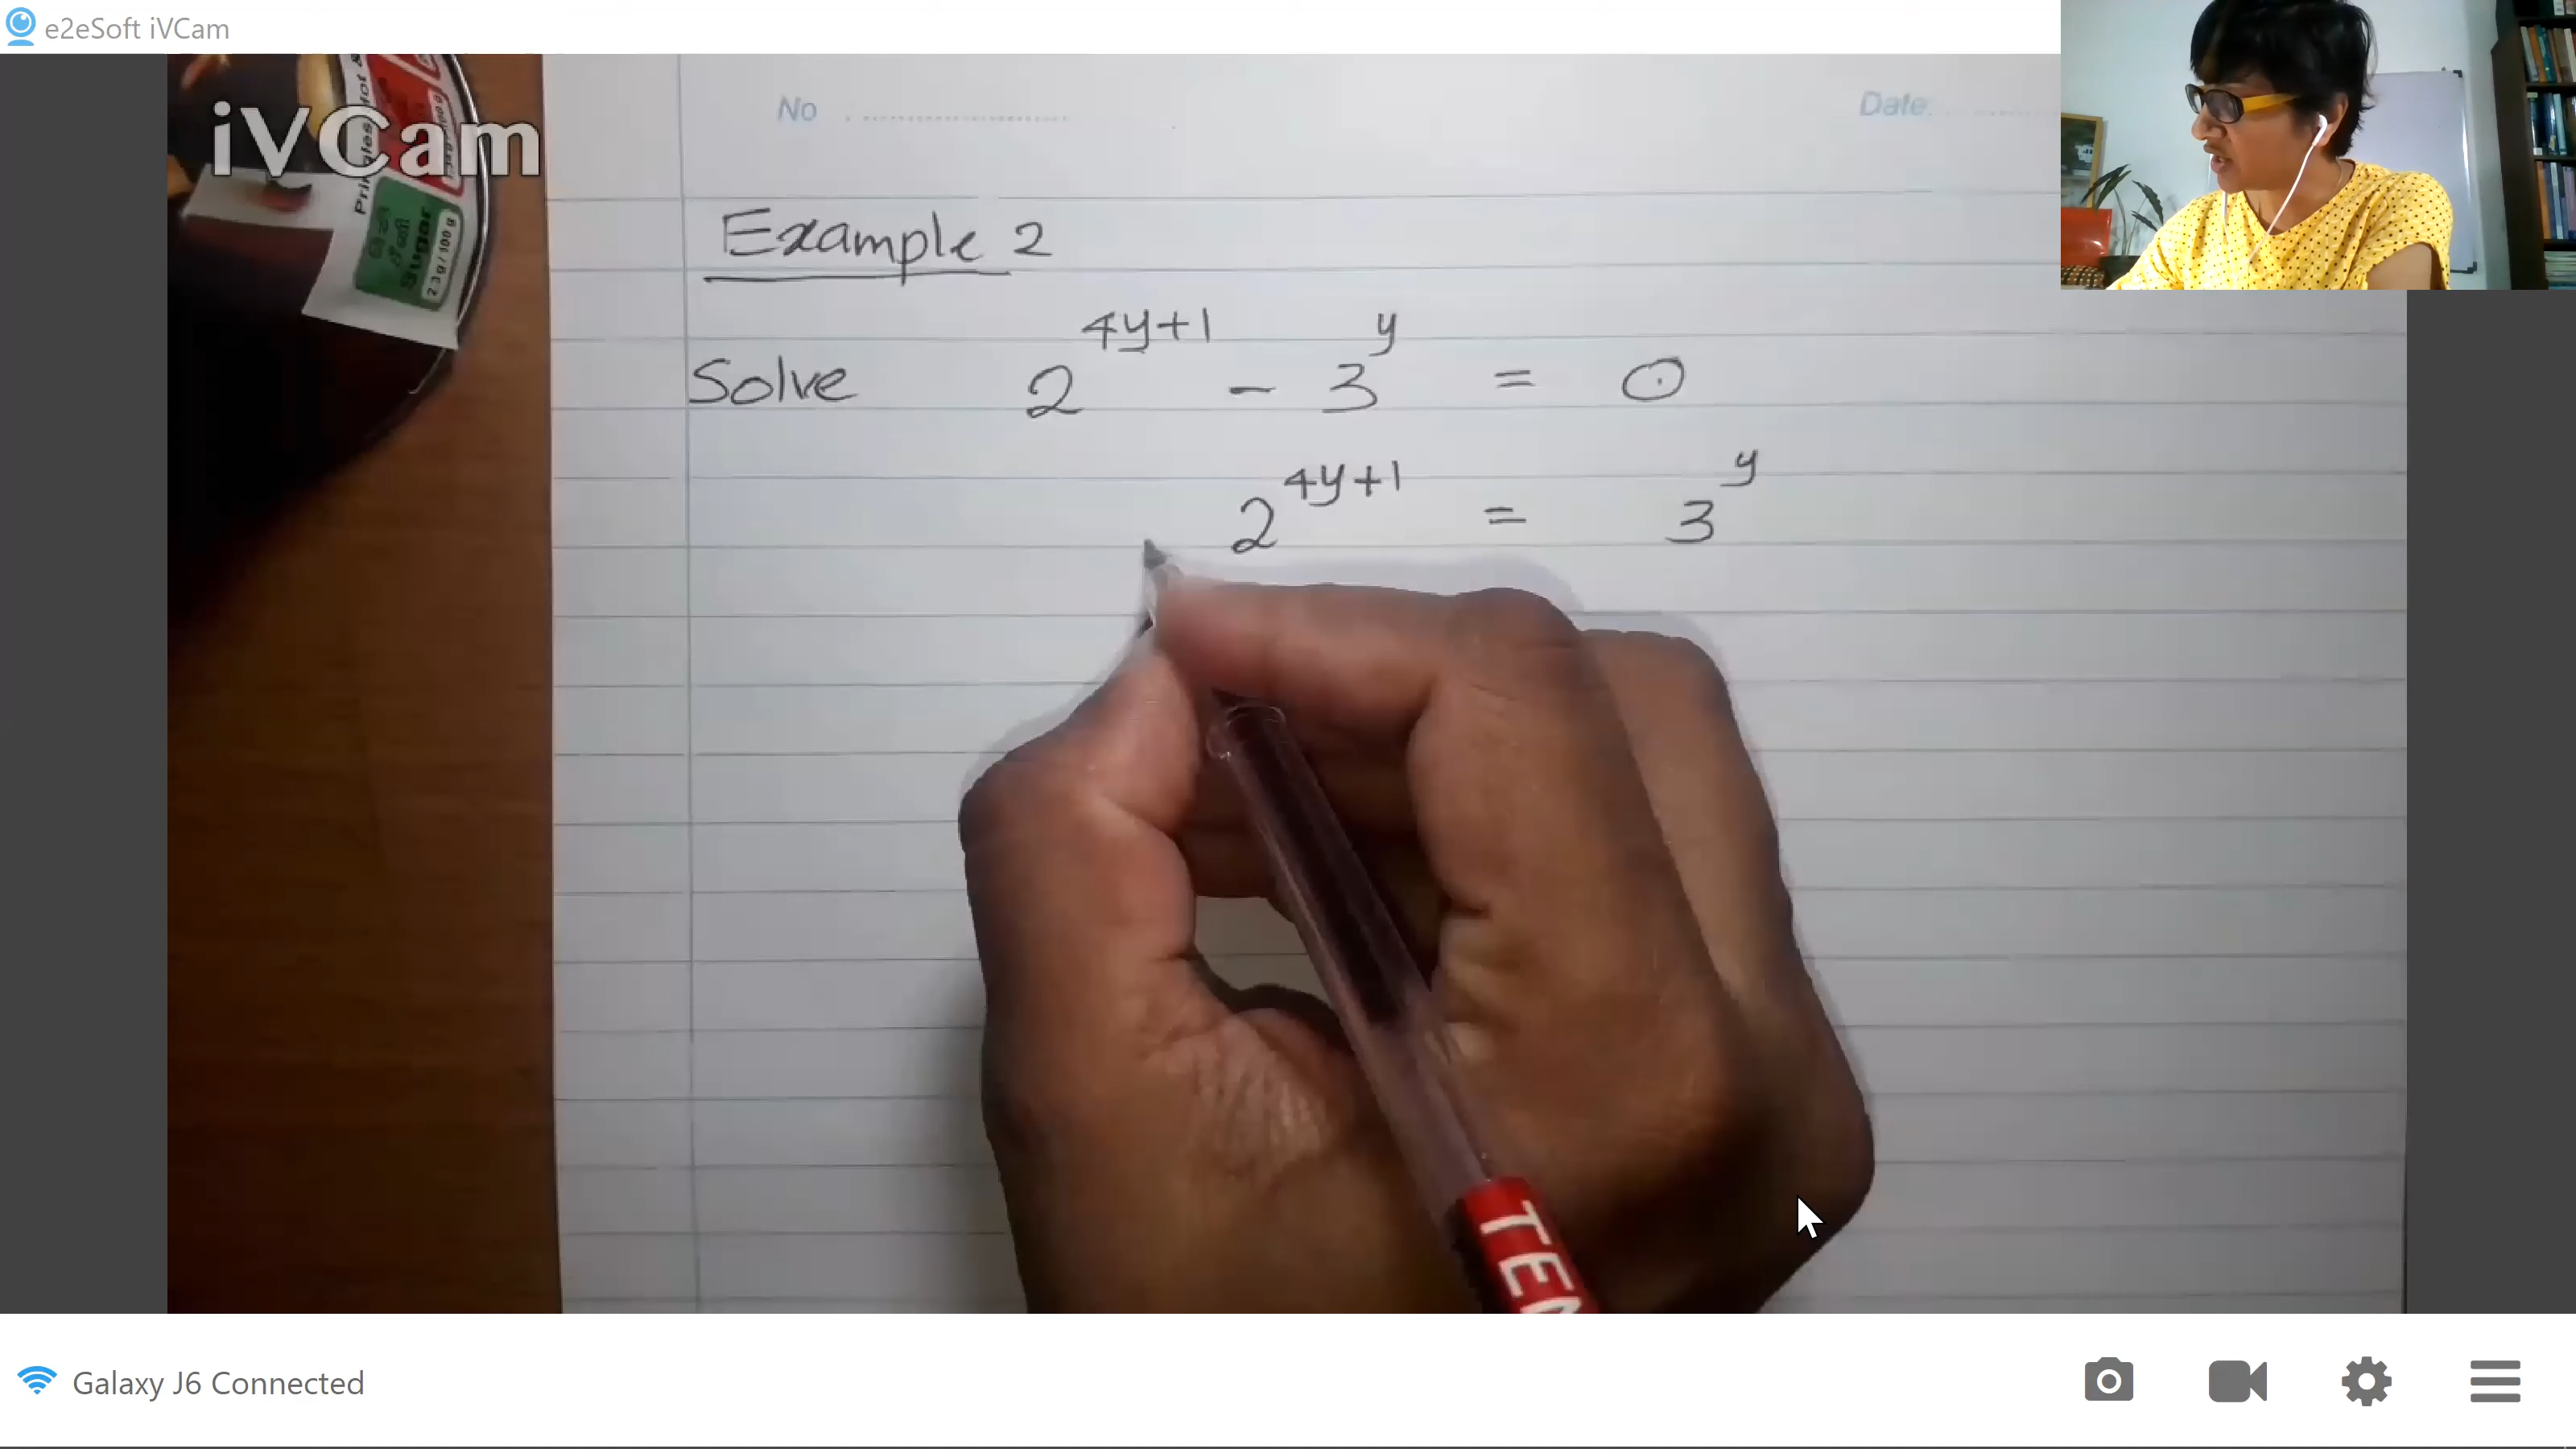 e2eSoft iVCam
iVCam
Sugar
No
Date:
Example 2
Solve 2^{4y+1} - 3^y = 0
2^{4y+1} = 3^y
TEN
Galaxy J6 Connected